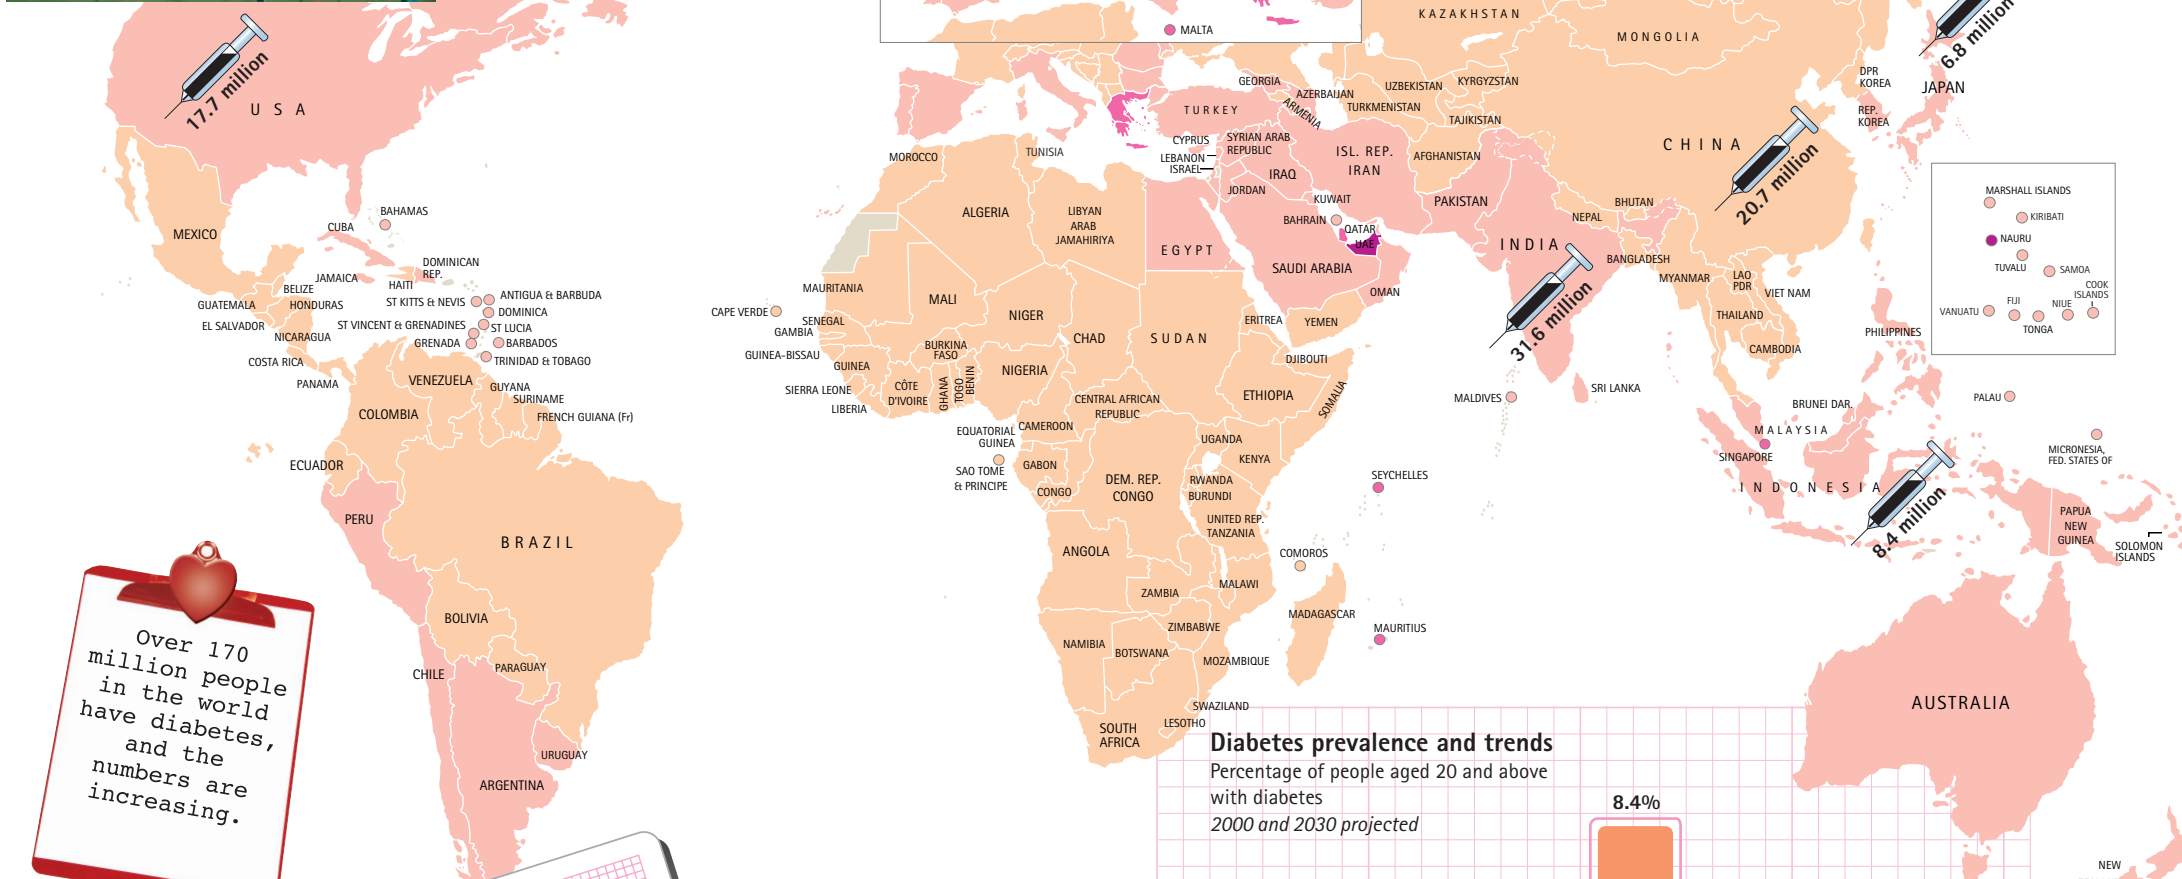 KAZAKHSTAN
MONGOLIA
MALTA
6.8 million
17.7 million
USA
GEORGIA
AZERBAIJAN
ARMENIA
UZBEKISTAN
KYRGYZSTAN
TURKMENISTAN
TAJIKISTAN
DPR
KOREA
JAPAN
REP.
KOREA
TURKEY
CHINA
20.7 million
MOROCCO
TUNISIA
CYPRUS
LEBANON
ISRAEL
SYRIAN ARAB
REPUBLIC
ISL. REP.
IRAN
IRAQ
JORDAN
AFGHANISTAN
KUWAIT
PAKISTAN
BHUTAN
NEPAL
MARSHALL ISLANDS
KIRIBATI
NAURU
TUVALU
SAMOA
COOK
ISLANDS
VANUATU
FIJI
TONGA
NIUE
BAHAMAS
CUBA
MEXICO
ALGERIA
LIBYAN
ARAB
JAMAHIRIYA
EGYPT
BAHRAIN
QATAR
UAE
SAUDI ARABIA
OMAN
INDIA
31.6 million
BANGLADESH
MYANMAR
LAO
PDR
VIET NAM
THAILAND
CAMBODIA
PHILIPPINES
DOMINICAN
REP.
JAMAICA
HAITI
BELIZE
GUATEMALA
HONDURAS
EL SALVADOR
NICARAGUA
COSTA RICA
PANAMA
ST KITTS & NEVIS
ANTIGUA & BARBUDA
DOMINICA
ST VINCENT & GRENADINES
ST LUCIA
GRENADA
BARBADOS
TRINIDAD & TOBAGO
VENEZUELA
GUYANA
SURINAME
FRENCH GUIANA (Fr)
COLOMBIA
ECUADOR
PERU
BRAZIL
BOLIVIA
PARAGUAY
CHILE
URUGUAY
ARGENTINA
CAPE VERDE
MAURITANIA
MALI
NIGER
CHAD
SUDAN
ERITREA
YEMEN
SENEGAL
GAMBIA
GUINEA-BISSAU
GUINEA
SIERRA LEONE
LIBERIA
CÔTE
D'IVOIRE
BURKINA
FASO
GHANA
TOGO
BENIN
NIGERIA
DJIBOUTI
ETHIOPIA
SOMALIA
CENTRAL AFRICAN
REPUBLIC
CAMEROON
EQUATORIAL
GUINEA
SAO TOME
& PRINCIPE
GABON
CONGO
DEM. REP.
CONGO
UGANDA
KENYA
RWANDA
BURUNDI
UNITED REP.
TANZANIA
ANGOLA
ZAMBIA
MALAWI
COMOROS
SEYCHELLES
MAURITIUS
MADAGASCAR
ZIMBABWE
NAMIBIA
BOTSWANA
MOZAMBIQUE
SWAZILAND
LESOTHO
SOUTH
AFRICA
MALDIVES
SRI LANKA
BRUNEI DAR.
MALAYSIA
SINGAPORE
INDONESIA
8.4 million
PALAU
MICRONESIA,
FED. STATES OF
PAPUA
NEW
GUINEA
SOLOMON
ISLANDS
AUSTRALIA
NEW
Over 170
million people
in the world
have diabetes,
and the
numbers are
increasing.
Diabetes prevalence and trends
Percentage of people aged 20 and above
with diabetes
2000 and 2030 projected
8.4%